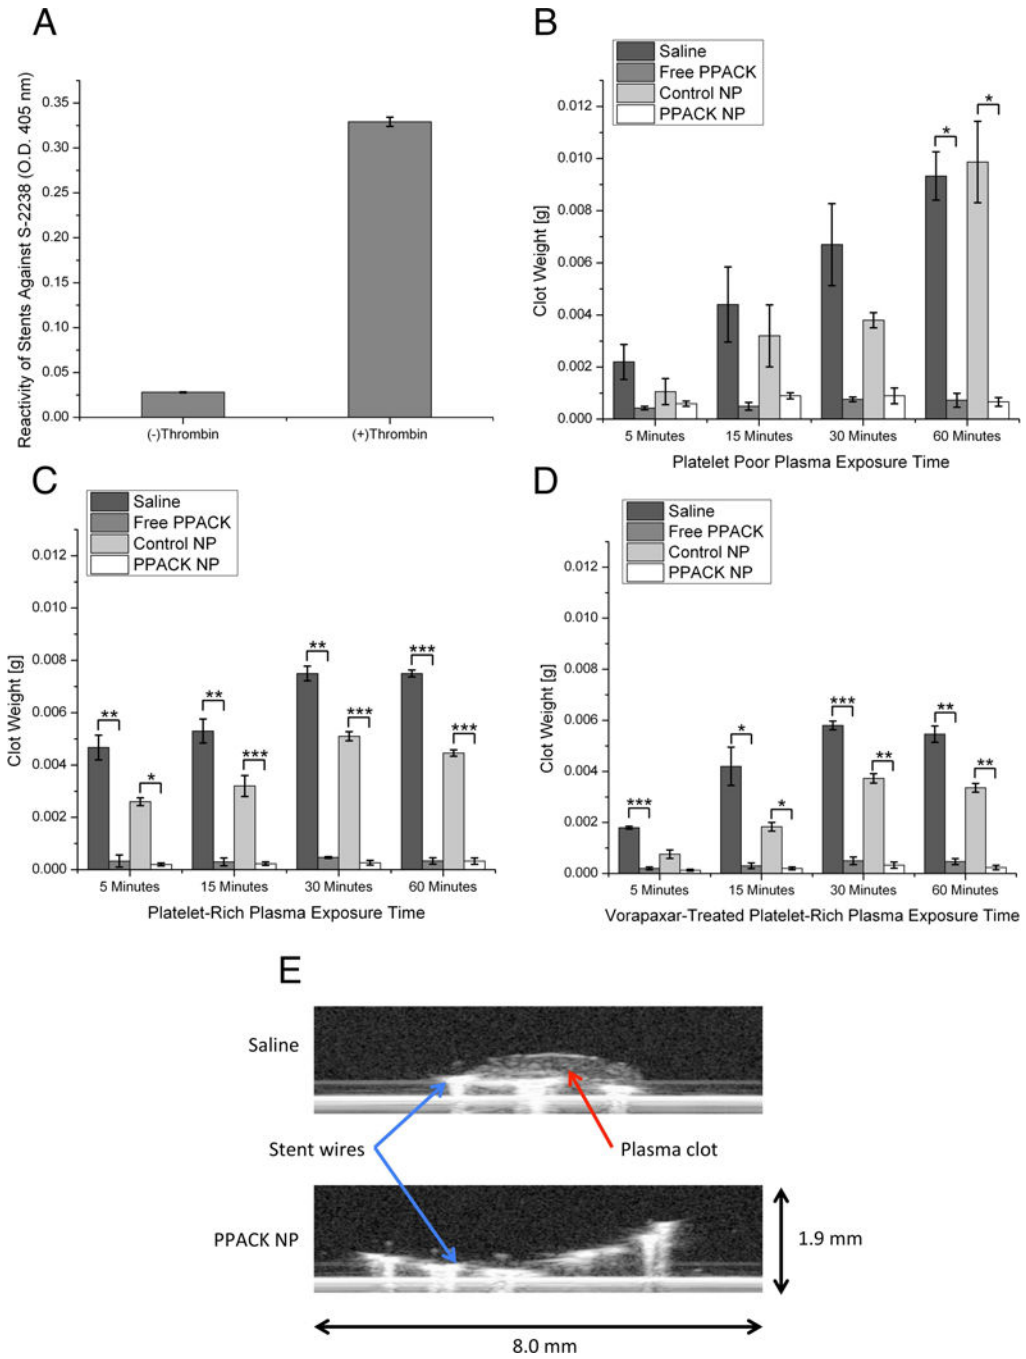 A
Reactivity of Stents Against S-2238 (O.D. 405 nm)
0.35
0.30
0.25
0.20
0.15
0.10
0.05
0.00
(-)Thrombin
(+)Thrombin
B
Saline
Free PPACK
Control NP
PPACK NP
Clot Weight [g]
0.012
0.010
0.008
0.006
0.004
0.002
0.000
*
*
5 Minutes
15 Minutes
30 Minutes
60 Minutes
Platelet Poor Plasma Exposure Time
C
Saline
Free PPACK
Control NP
PPACK NP
Clot Weight [g]
0.012
0.010
0.008
0.006
0.004
0.002
0.000
**
*
**
***
**
***
***
***
5 Minutes
15 Minutes
30 Minutes
60 Minutes
Platelet-Rich Plasma Exposure Time
D
Saline
Free PPACK
Control NP
PPACK NP
Clot Weight [g]
0.012
0.010
0.008
0.006
0.004
0.002
0.000
***
*
*
***
**
**
**
5 Minutes
15 Minutes
30 Minutes
60 Minutes
Vorapaxar-Treated Platelet-Rich Plasma Exposure Time
E
Saline
Stent wires
Plasma clot
PPACK NP
1.9 mm
8.0 mm